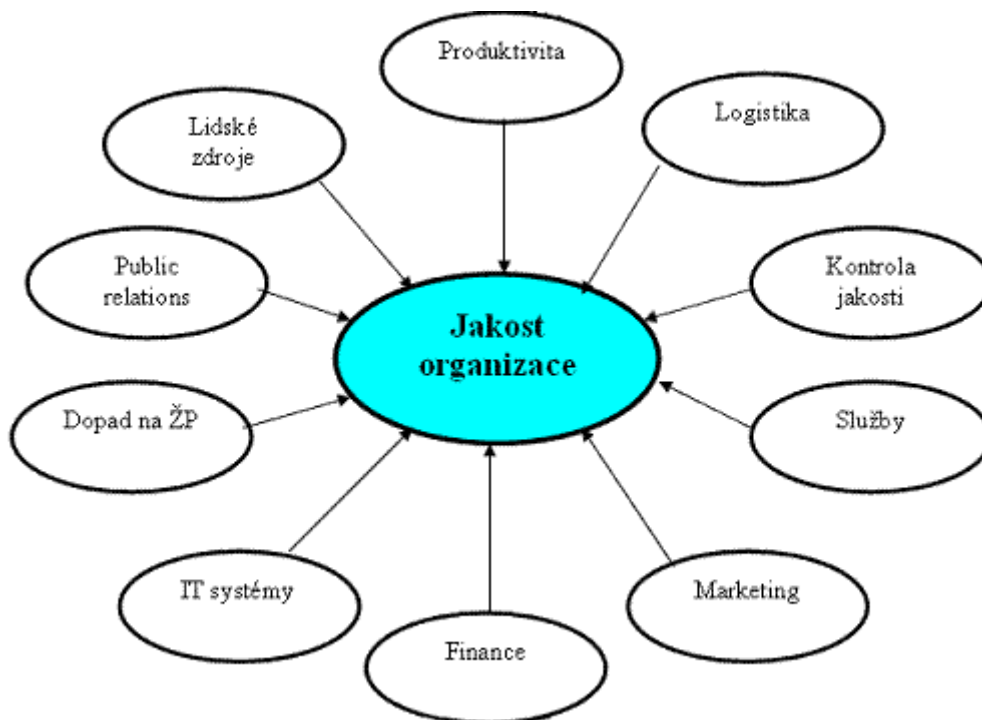 Produktivita
Logistika
Lidské
zdroje
Public
relations
Kontrola
jakosti
Jakost
organizace
Dopad na ŽP
Služby
IT systémy
Marketing
Finance